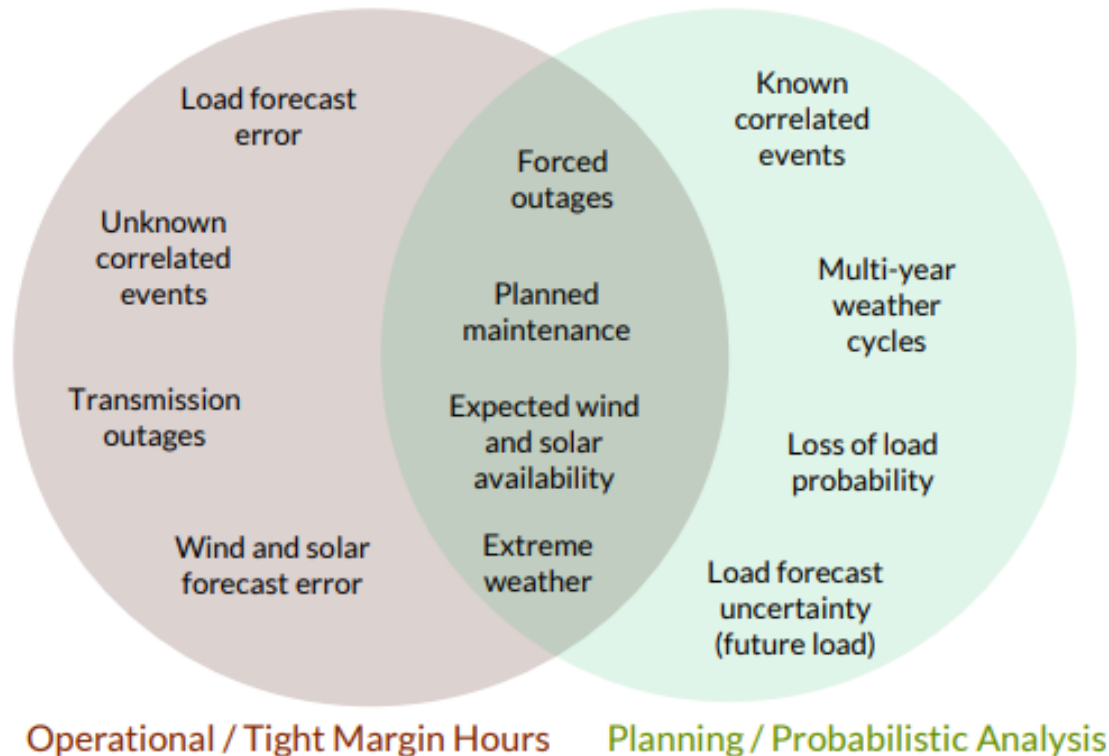 Load forecast
error
Unknown
correlated
events
Transmission
outages
Wind and solar
forecast error
Forced
outages
Planned
maintenance
Expected wind
and solar
availability
Extreme
weather
Known
correlated
events
Multi-year
weather
cycles
Loss of load
probability
Load forecast
uncertainty
(future load)
Operational / Tight Margin Hours
Planning / Probabilistic Analysis